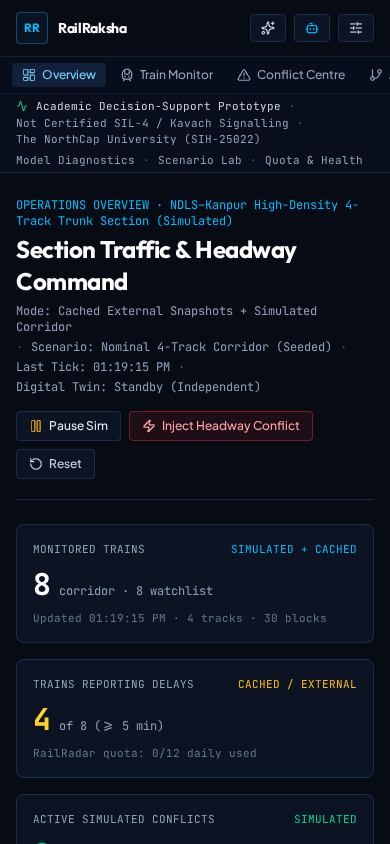 RR RailRaksha
Overview Train Monitor Conflict Centre
Academic Decision-Support Prototype ·
Not Certified SIL-4 / Kavach Signalling ·
The NorthCap University (SIH-25022)
Model Diagnostics · Scenario Lab · Quota & Health
OPERATIONS OVERVIEW · NDLS-Kanpur High-Density 4-
Track Trunk Section (Simulated)
Section Traffic & Headway
Command
Mode: Cached External Snapshots + Simulated
Corridor
· Scenario: Nominal 4-Track Corridor (Seeded) ·
Last Tick: 01:19:15 PM ·
Digital Twin: Standby (Independent)
Pause Sim Inject Headway Conflict
Reset
MONITORED TRAINS SIMULATED + CACHED
8 corridor · 8 watchlist
Updated 01:19:15 PM · 4 tracks · 30 blocks
TRAINS REPORTING DELAYS CACHED / EXTERNAL
4 of 8 (≥ 5 min)
RailRadar quota: 0/12 daily used
ACTIVE SIMULATED CONFLICTS SIMULATED